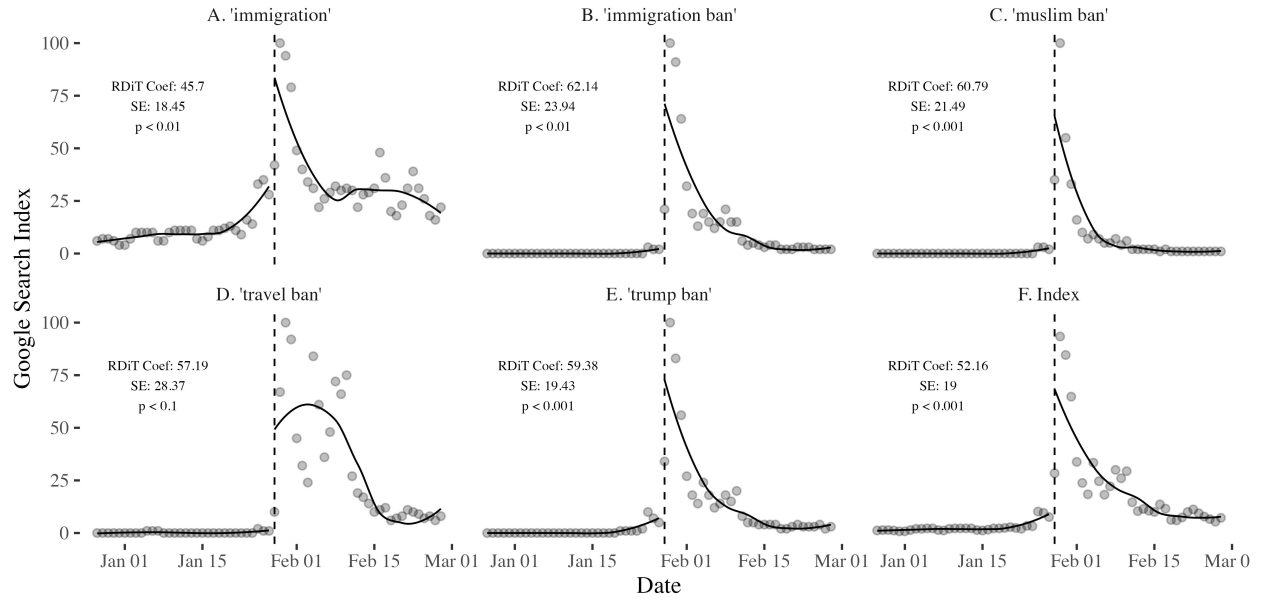 A. 'immigration'
B. 'immigration ban'
C. 'muslim ban'
100
75
50
25
0
RDiT Coef: 45.7
SE: 18.45
p < 0.01
RDiT Coef: 62.14
SE: 23.94
p < 0.01
RDiT Coef: 60.79
SE: 21.49
p < 0.001
Google Search Index
D. 'travel ban'
E. 'trump ban'
F. Index
100
75
50
25
0
RDiT Coef: 57.19
SE: 28.37
p < 0.1
RDiT Coef: 59.38
SE: 19.43
p < 0.001
RDiT Coef: 52.16
SE: 19
p < 0.001
Jan 01 Jan 15 Feb 01 Feb 15 Mar 01
Jan 01 Jan 15 Feb 01 Feb 15 Mar 01
Jan 01 Jan 15 Feb 01 Feb 15 Mar 0
Date